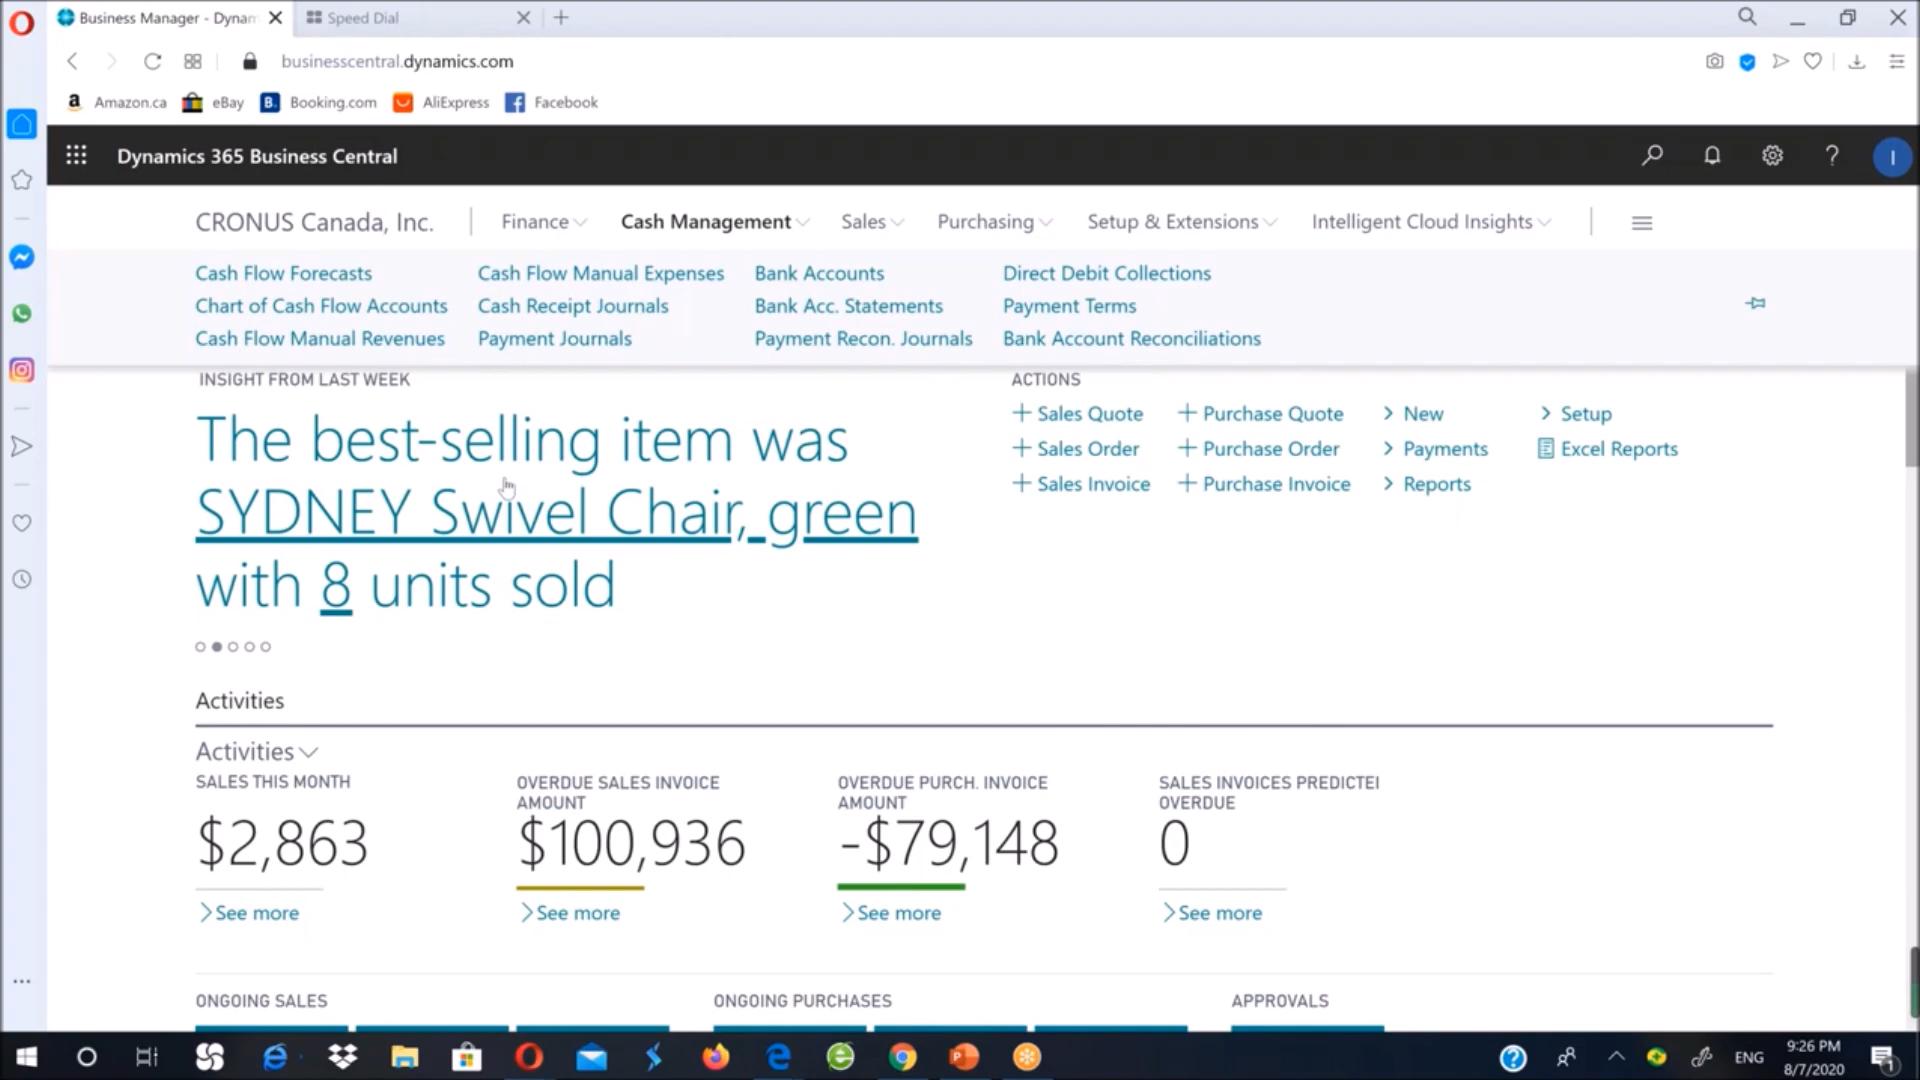 Business Manager - Dynam
Speed Dial
businesscentral.dynamics.com
Amazon.ca
eBay
Booking.com
AliExpress
Facebook
Dynamics 365 Business Central
CRONUS Canada, Inc.
Finance
Cash Management
Sales
Purchasing
Setup & Extensions
Intelligent Cloud Insights
Cash Flow Forecasts
Cash Flow Manual Expenses
Bank Accounts
Direct Debit Collections
Chart of Cash Flow Accounts
Cash Receipt Journals
Bank Acc. Statements
Payment Terms
Cash Flow Manual Revenues
Payment Journals
Payment Recon. Journals
Bank Account Reconciliations
INSIGHT FROM LAST WEEK
The best-selling item was
SYDNEY Swivel Chair, green
with 8 units sold
ACTIONS
+ Sales Quote
+ Purchase Quote
> New
> Setup
+ Sales Order
+ Purchase Order
> Payments
Excel Reports
+ Sales Invoice
+ Purchase Invoice
> Reports
Activities
Activities
SALES THIS MONTH
$2,863
>See more
OVERDUE SALES INVOICE
AMOUNT
$100,936
>See more
OVERDUE PURCH. INVOICE
AMOUNT
-$79,148
>See more
SALES INVOICES PREDICTEI
OVERDUE
0
>See more
ONGOING SALES
ONGOING PURCHASES
APPROVALS
ENG
9:26 PM
8/7/2020